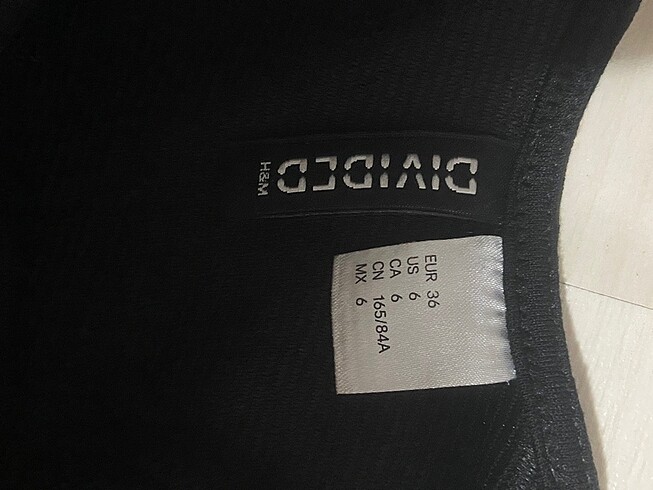 DIVIDED
H&M
EUR 36
US 6
CA 6
CN 165/84A
MX 6